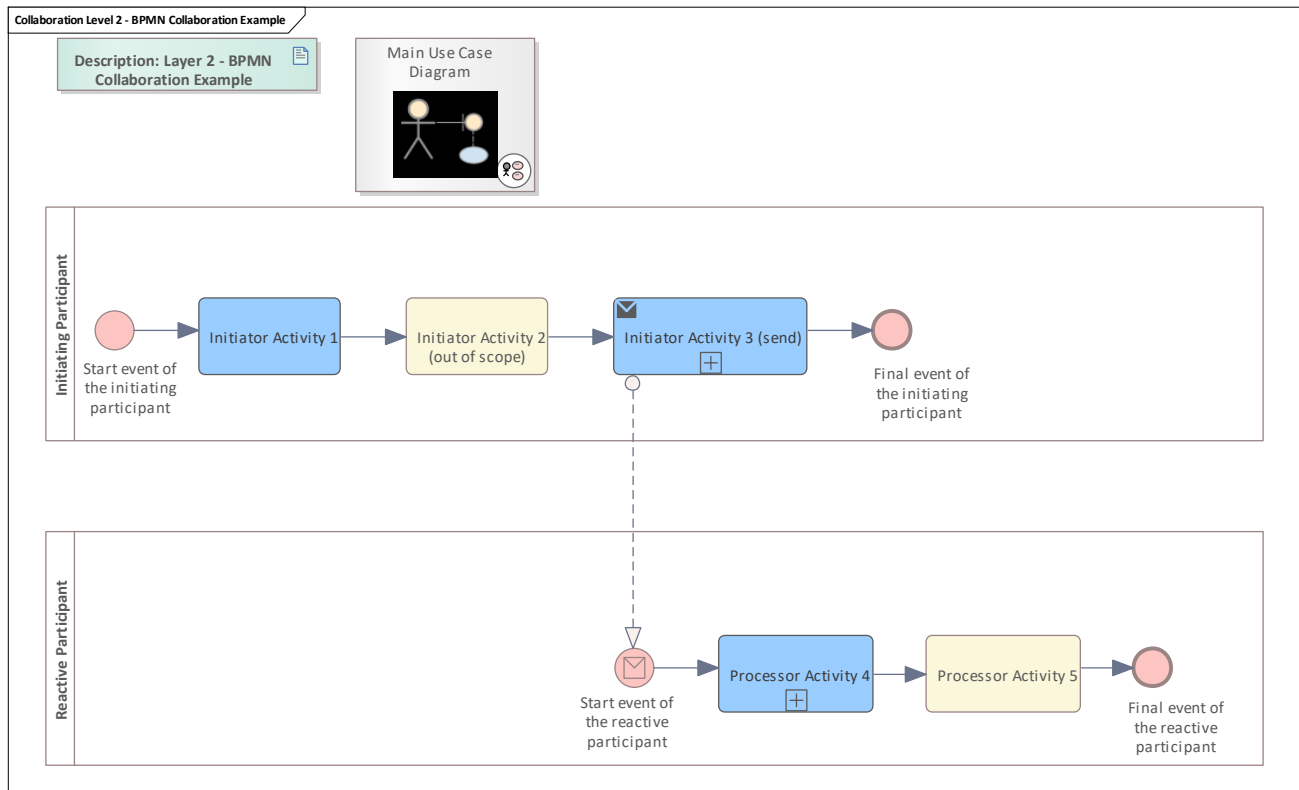 Collaboration Level 2 - BPMN Collaboration Example
Description: Layer 2 - BPMN
Collaboration Example
Main Use Case
Diagram
Initiating Participant
Start event of
the initiating
participant
Initiator Activity 1
Initiator Activity 2
(out of scope)
Initiator Activity 3 (send)
Final event of
the initiating
participant
Reactive Participant
Start event of
the reactive
participant
Processor Activity 4
Processor Activity 5
Final event of
the reactive
participant